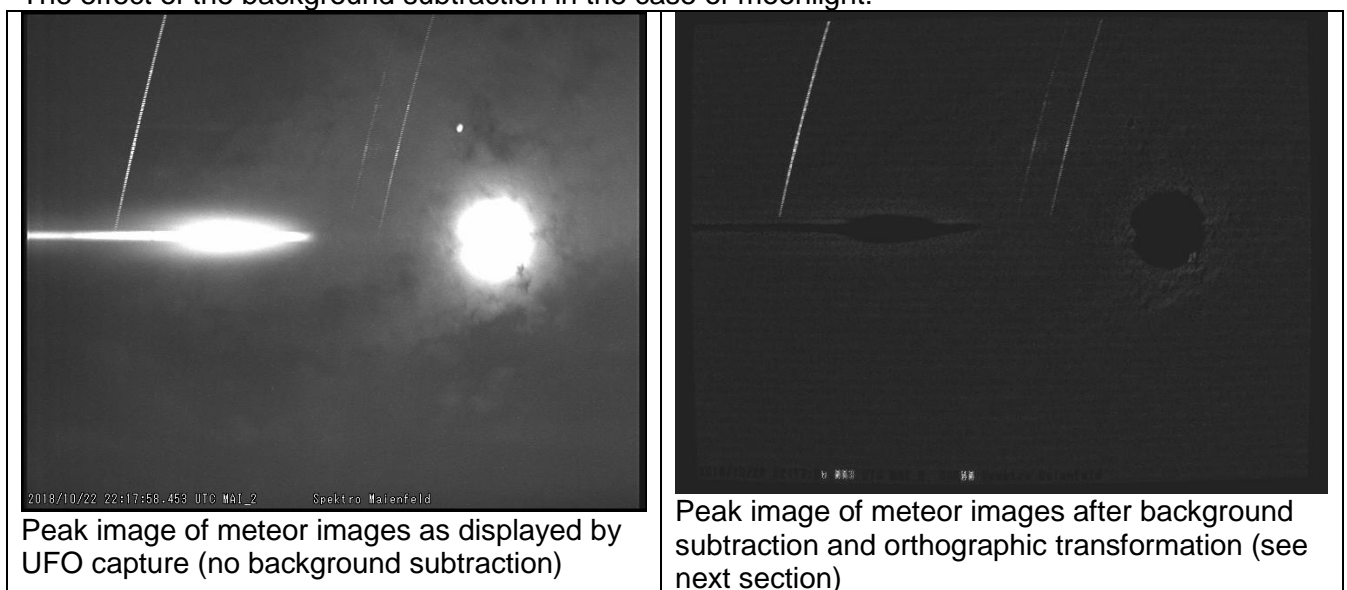 The effect of the background subtraction in the case of moonlight.
2018/10/22 22:17:58.453 UTC MAI_2 Spektro Maienfeld
Peak image of meteor images as displayed by
UFO capture (no background subtraction)
Spektro Maienfeld
Peak image of meteor images after background
subtraction and orthographic transformation (see
next section)